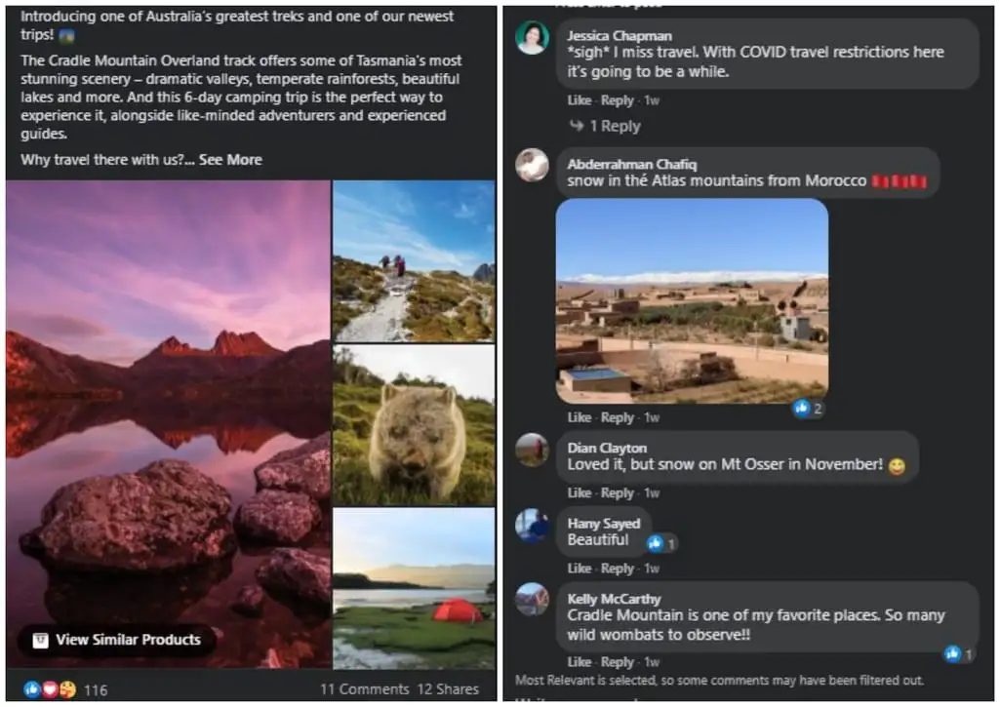 Introducing one of Australia's greatest treks and one of our newest
trips!
The Cradle Mountain Overland track offers some of Tasmania's most
stunning scenery – dramatic valleys, temperate rainforests, beautiful
lakes and more. And this 6-day camping trip is the perfect way to
experience it, alongside like-minded adventurers and experienced
guides.
Why travel there with us?... See More
View Similar Products
116
11 Comments 12 Shares
Jessica Chapman
*sigh* I miss travel. With COVID travel restrictions here
it's going to be a while.
Like · Reply · 1w
1 Reply
Abderrahman Chafiq
snow in thé Atlas mountains from Morocco
2
Like · Reply · 1w
Dian Clayton
Loved it, but snow on Mt Osser in November!
Like · Reply · 1w
Hany Sayed
Beautiful
1
Like · Reply · 1w
Kelly McCarthy
Cradle Mountain is one of my favorite places. So many
wild wombats to observe!!
1
Like · Reply · 1w
Most Relevant is selected, so some comments may have been filtered out.